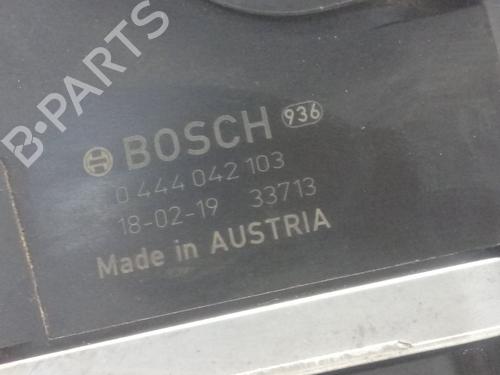 B-PARTS
BOSCH 936
0 444 042 103
18-02-19 33713
Made in AUSTRIA